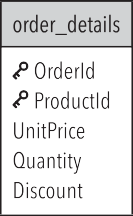 order_details
OrderId
ProductId
UnitPrice
Quantity
Discount